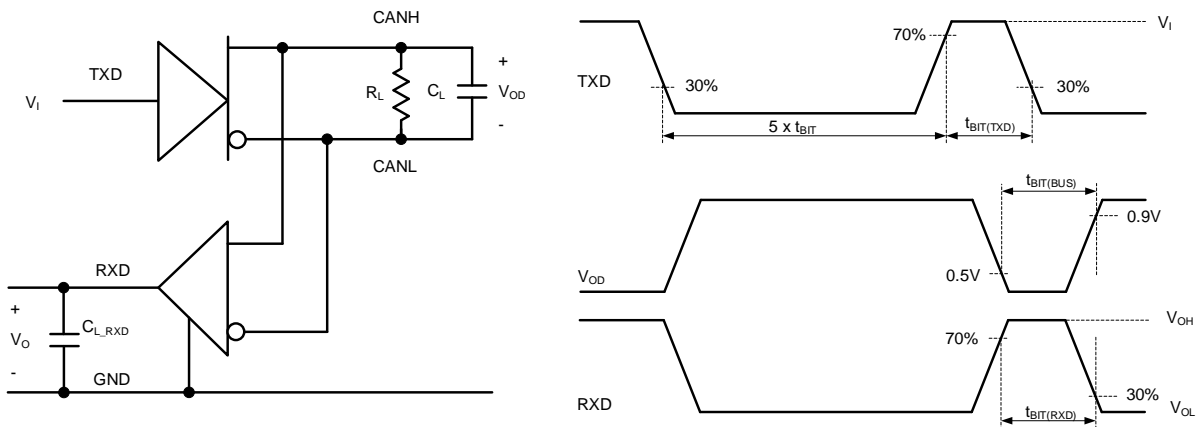 CANH
TXD
V_I
R_L
C_L
+
V_OD
-
CANL
RXD
+
V_O
-
C_L_RXD
GND
V_I
70%
TXD
30%
30%
5 x t_BIT
t_BIT(TXD)
t_BIT(BUS)
0.9V
0.5V
V_OD
V_OH
70%
RXD
30%
V_OL
t_BIT(RXD)